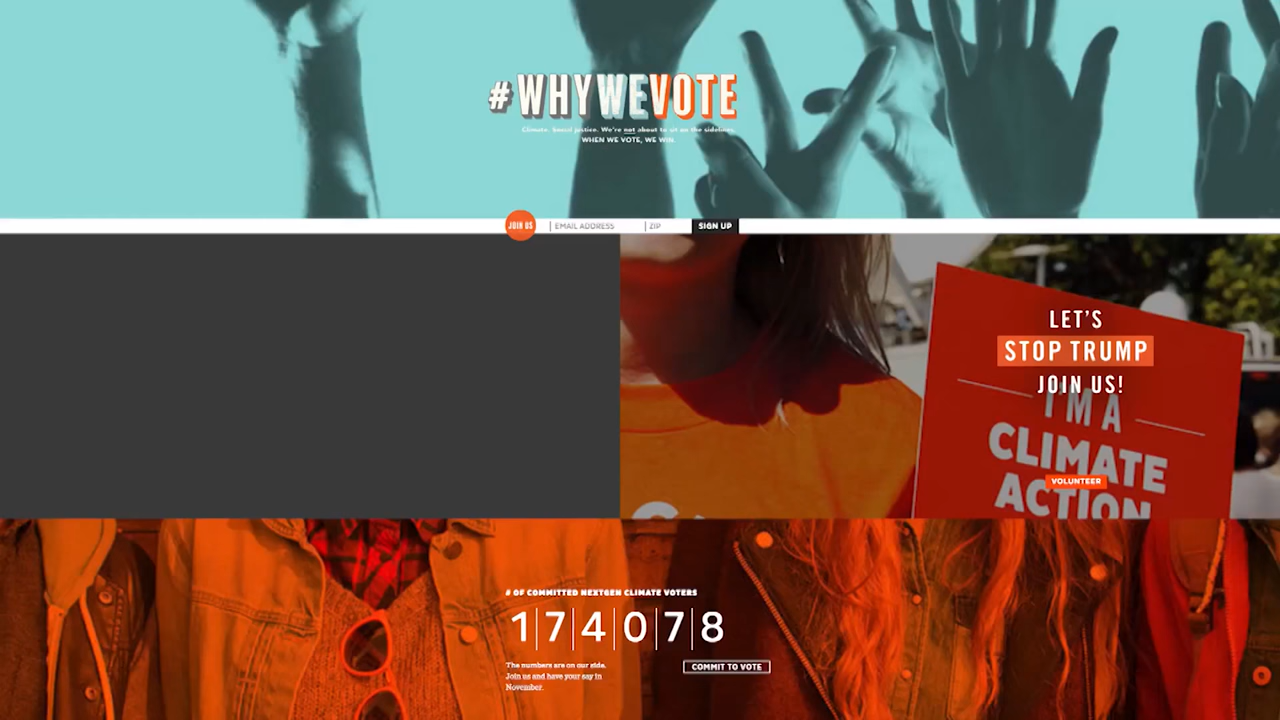 #WHYWEVOTE
Climate. Social justice. We're not about to sit on the sidelines.
WHEN WE VOTE, WE WIN.
JOIN US
EMAIL ADDRESS
ZIP
SIGN UP
LET'S
STOP TRUMP
JOIN US!
I'M A
CLIMATE
VOLUNTEER
ACTION
# OF COMMITTED NEXTGEN CLIMATE VOTERS
174078
The numbers are on our side.
Join us and have your say in
November.
COMMIT TO VOTE